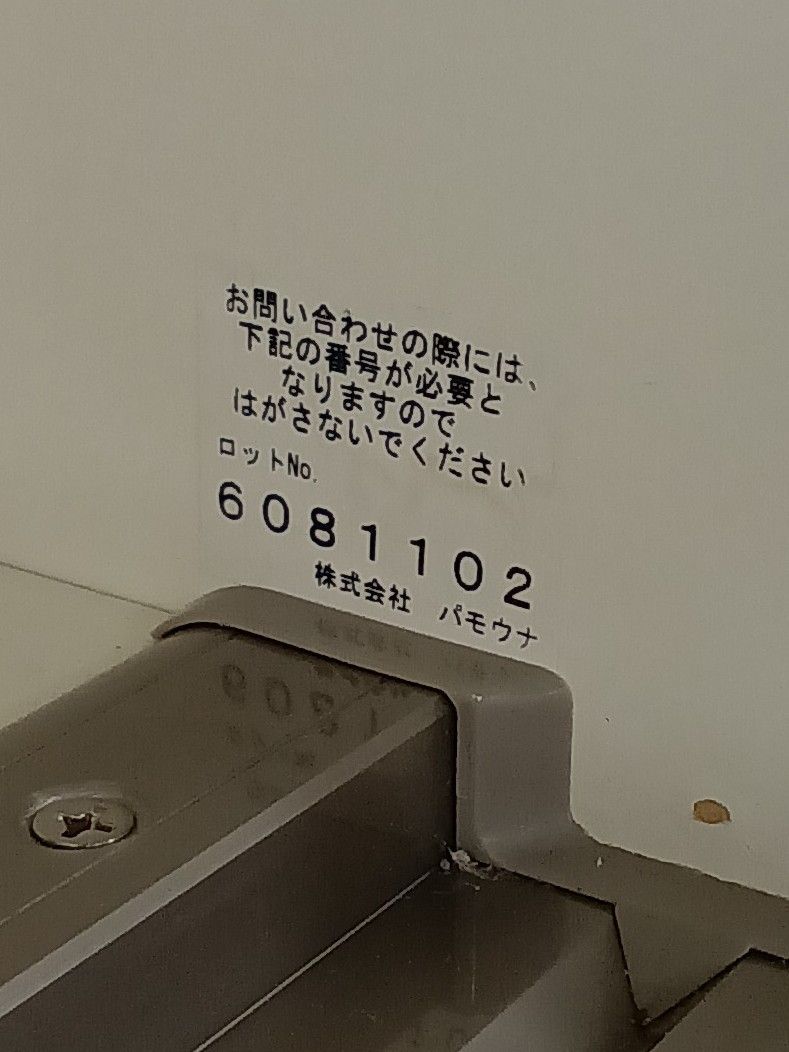 お問い合わせの際には、
下記の番号が必要と
なりますので
はがさないでください
ロットNo.
6081102
株式会社　パモウナ